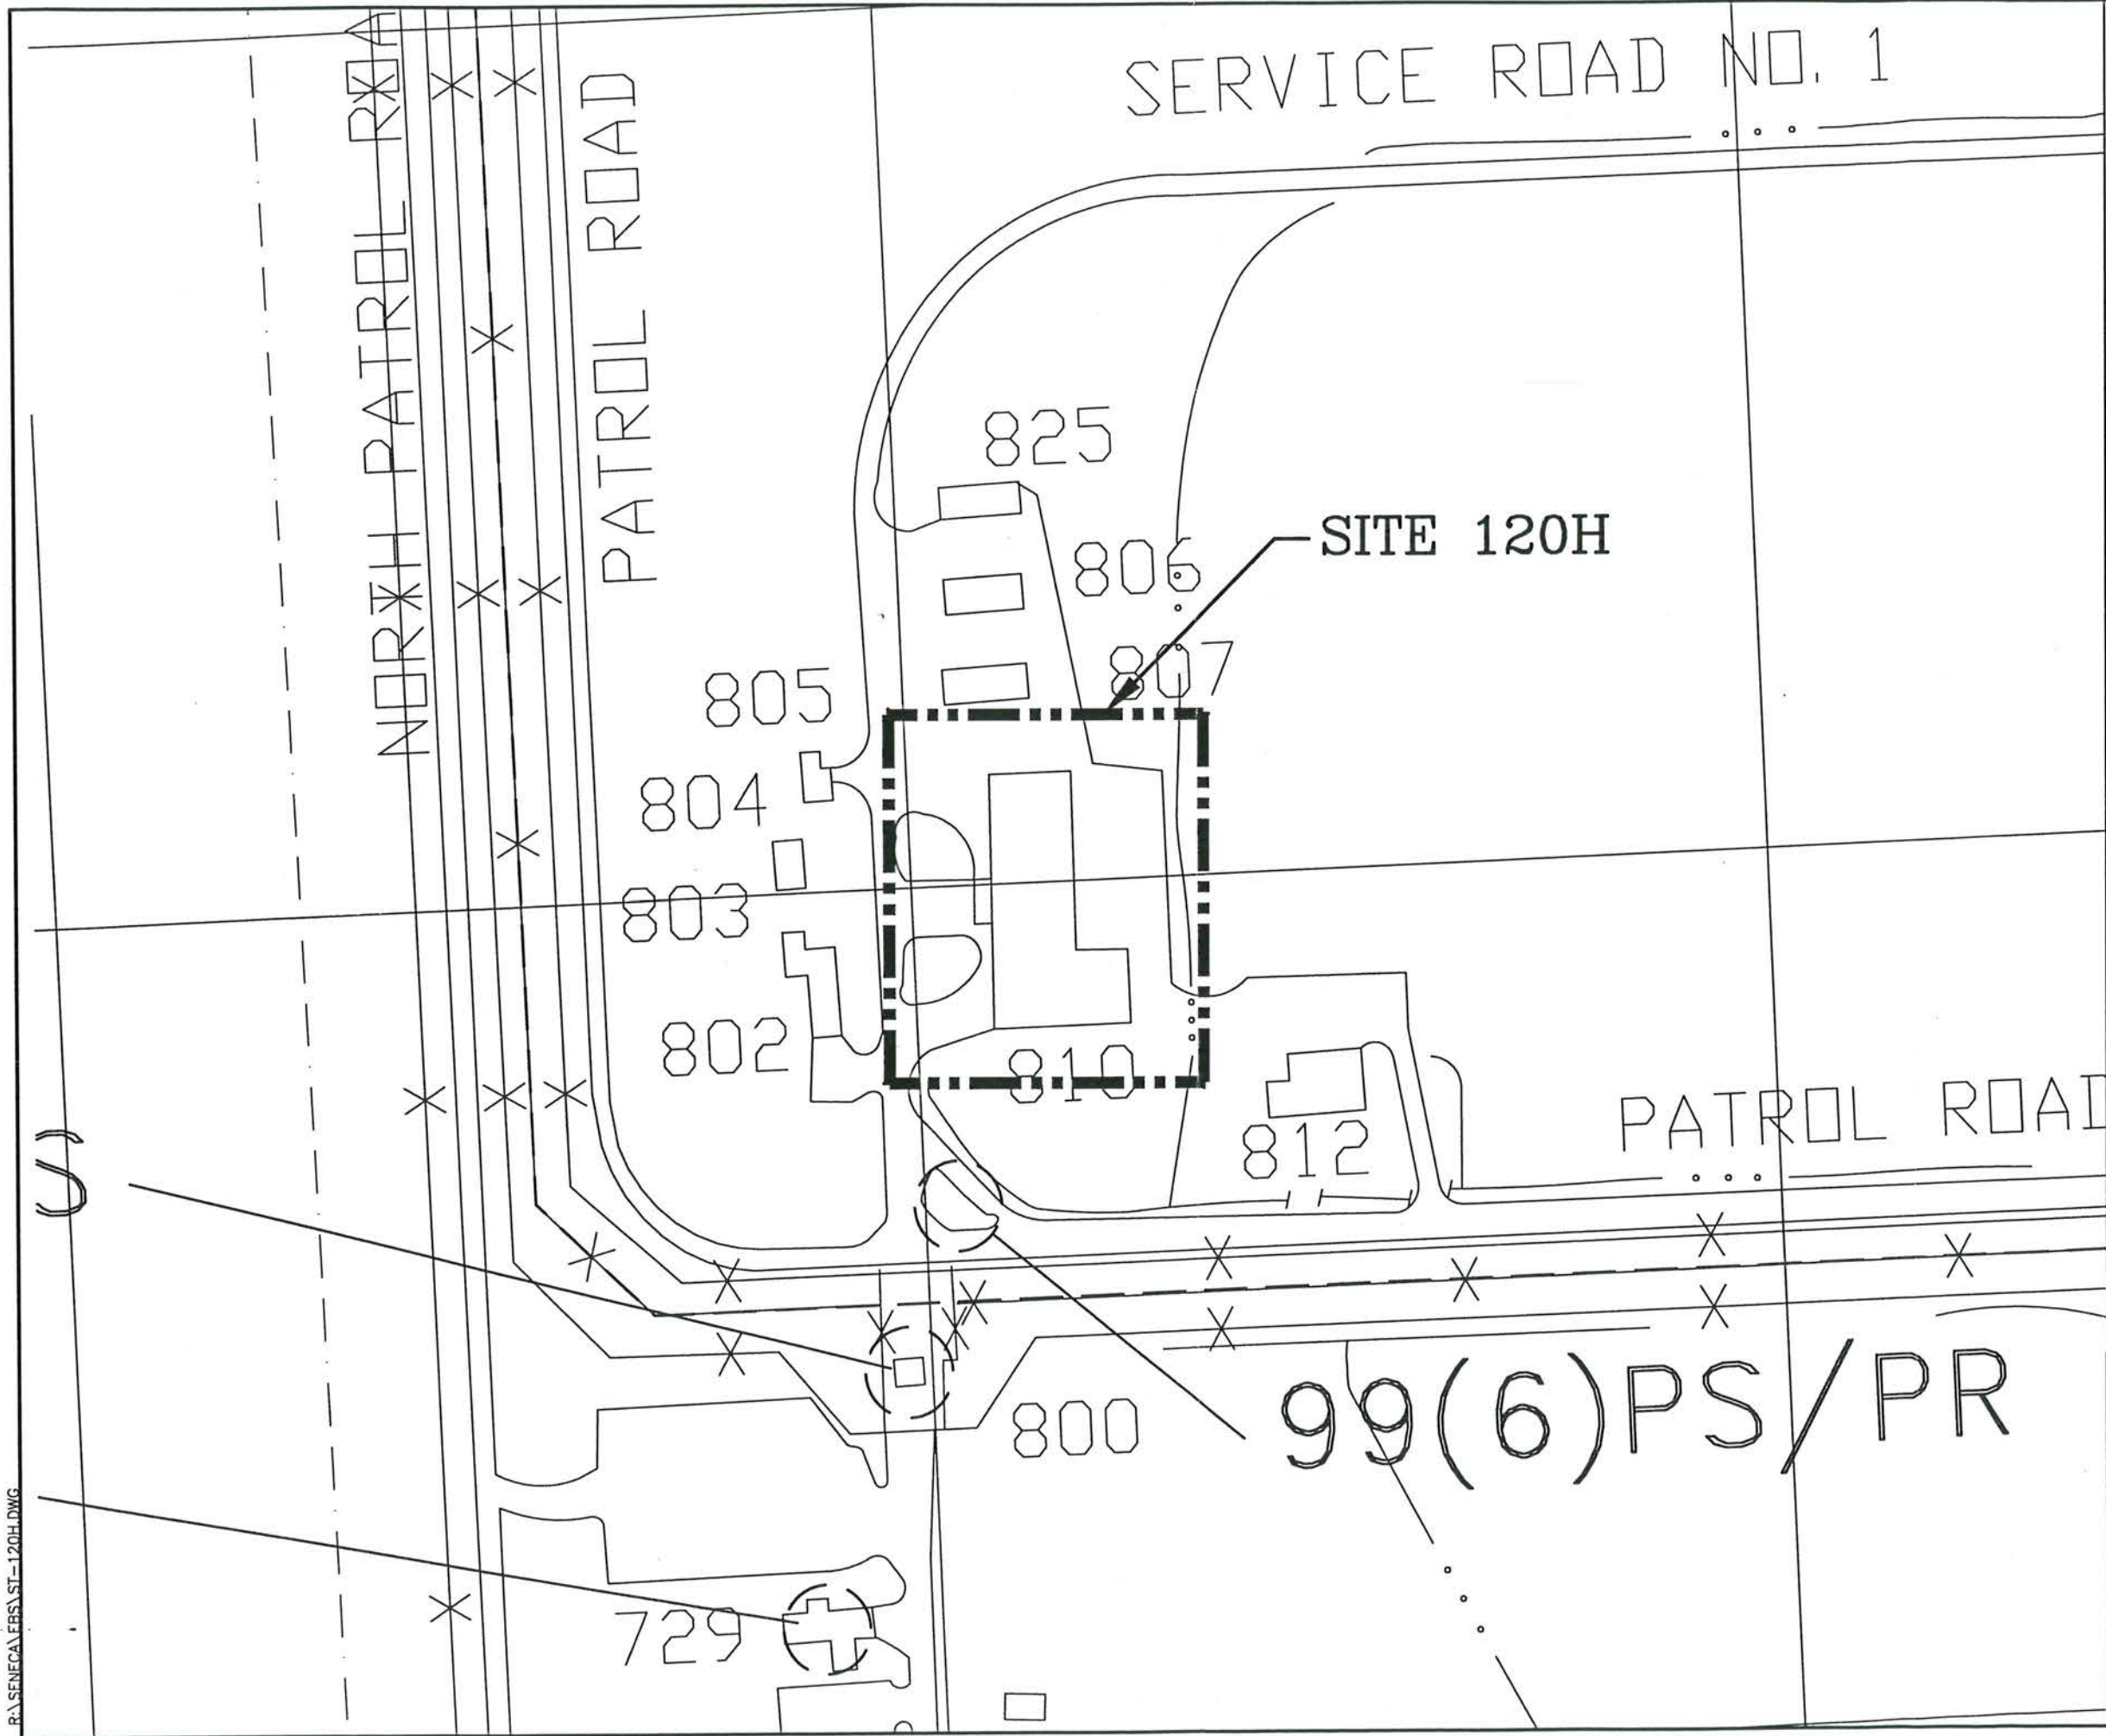 SERVICE ROAD NO. 1
NORTH PATROL ROA
PATROL ROAD
825
SITE 120H
806
807
805
804
803
802
810
812
PATROL ROAD
S
99(6)PS/PR
800
729
R:\SENECA\EBS\ST-120H.DWG